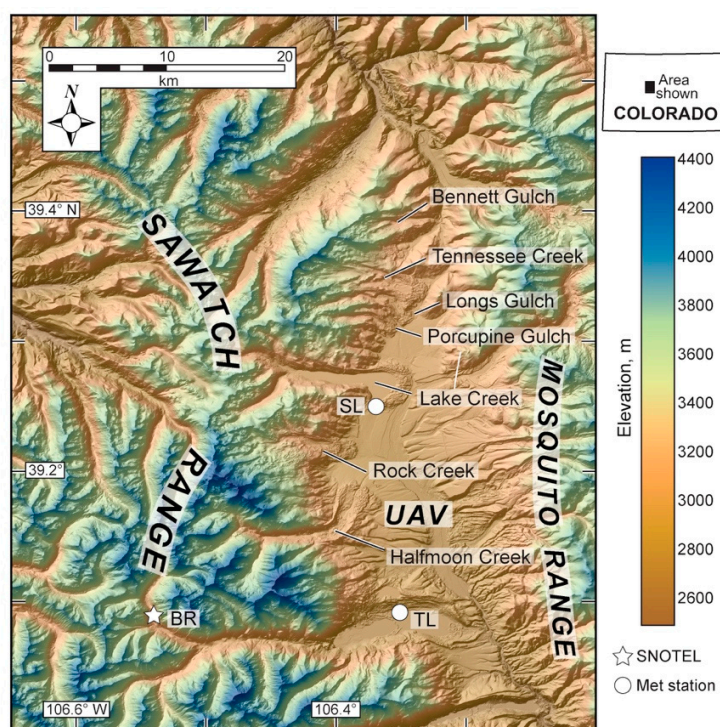 0 10 20
km
N
Area
shown
COLORADO
39.4° N
Bennett Gulch
SAWATCH
Tennessee Creek
Longs Gulch
Porcupine Gulch
Lake Creek
SL
MOSQUITO RANGE
RANGE
39.2°
Rock Creek
UAV
Halfmoon Creek
BR
TL
106.6° W
106.4°
Elevation, m
4400
4200
4000
3800
3600
3400
3200
3000
2800
2600
SNOTEL
Met station